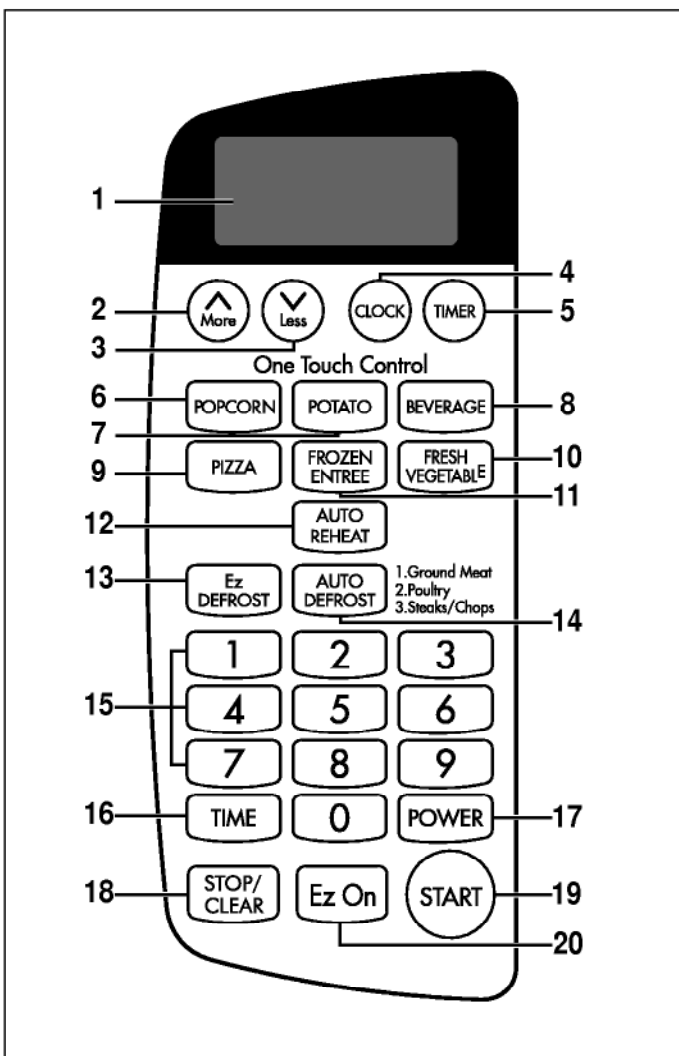 1
4
2 More Less CLOCK TIMER 5
3
One Touch Control
6 POPCORN POTATO BEVERAGE 8
7
9 PIZZA FROZEN ENTREE FRESH VEGETABLE 10
11
12 AUTO REHEAT
13 Ez DEFROST AUTO DEFROST 1.Ground Meat
2.Poultry
3.Steaks/Chops
14
1 2 3
15 4 5 6
7 8 9
16 TIME 0 POWER 17
18 STOP/CLEAR Ez On START 19
20